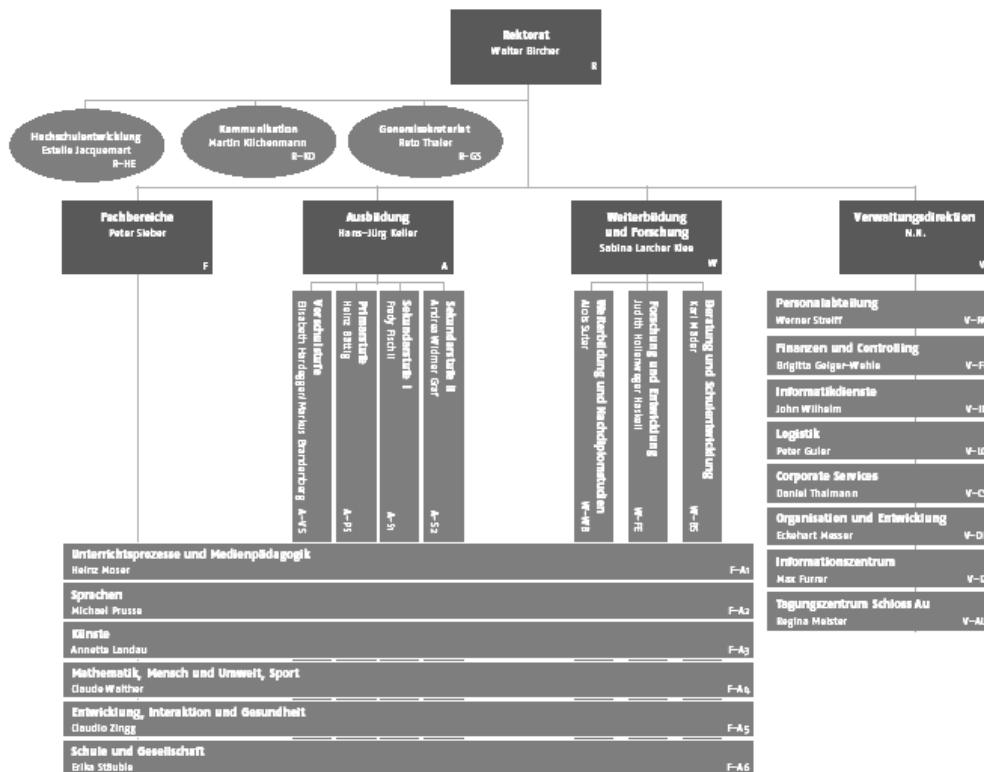 Rektorat
Walter Bircher
R
Hochschulentwicklung
Estelle Jacquemart
R-HE
Kommunikation
Martin Kilchenmann
R-KO
Generalsekretariat
Reto Thaler
R-GS
Fachbereiche
Peter Sieber
F
Ausbildung
Hans-Jürg Keller
A
Weiterbildung
und Forschung
Sabina Larcher Klee
W
Verwaltungsdirektion
N.N.
Vorschulstufe
Elisabeth Hardegger/Markus Brandenberg A-VS
Primarstufe
Heinz Bättig A-PS
Sekundarstufe I
Fredy Fischli A-S1
Sekundarstufe II
Andrea Widmer Graf A-S2
Weiterbildung und Nachdiplomstudien
Alois Suter W-WB
Forschung und Entwicklung
Judith Hollenweger Haskell W-FE
Beratung und Schulentwicklung
Karl Mäder W-BS
Personalabteilung
Werner Streiff
Finanzen und Controlling
Brigitta Geiger-Wehle
Informatikdienste
John Wilhelm
Logistik
Peter Guler
Corporate Services
Daniel Thalmann
Organisation und Entwicklung
Eckehart Messer
Informationszentrum
Max Furrer
Tagungszentrum Schloss Au
Regina Meister
Unterrichtsprozesse und Medienpädagogik
Heinz Moser F-A1
Sprachen
Michael Prusse F-A2
Künste
Annette Landau F-A3
Mathematik, Mensch und Umwelt, Sport
Claude Walther F-A4
Entwicklung, Interaktion und Gesundheit
Claudio Zingg F-A5
Schule und Gesellschaft
Erika Stäuble F-A6